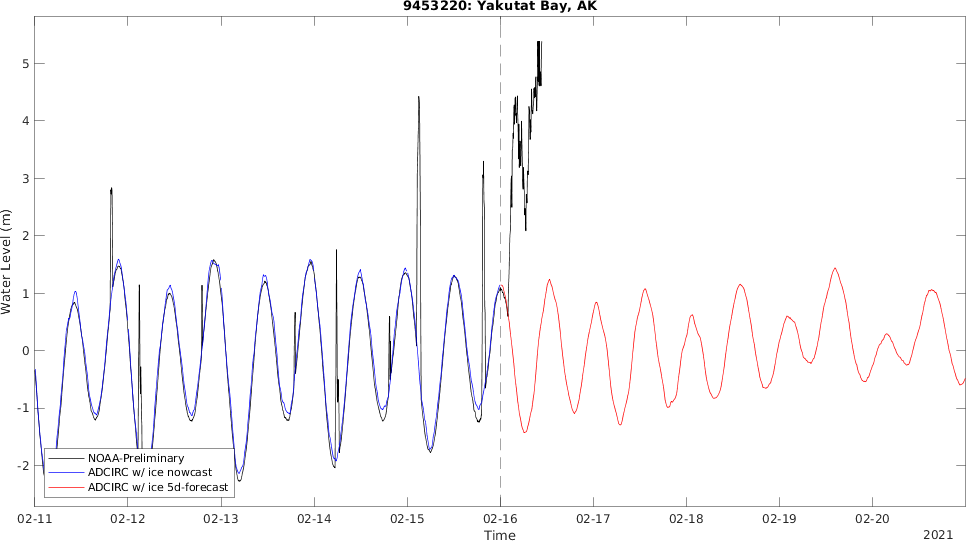 9453220: Yakutat Bay, AK
Water Level (m)
5
4
3
2
1
0
-1
-2
NOAA-Preliminary
ADCIRC w/ ice nowcast
ADCIRC w/ ice 5d-forecast
02-11 02-12 02-13 02-14 02-15 02-16 02-17 02-18 02-19 02-20
Time
2021